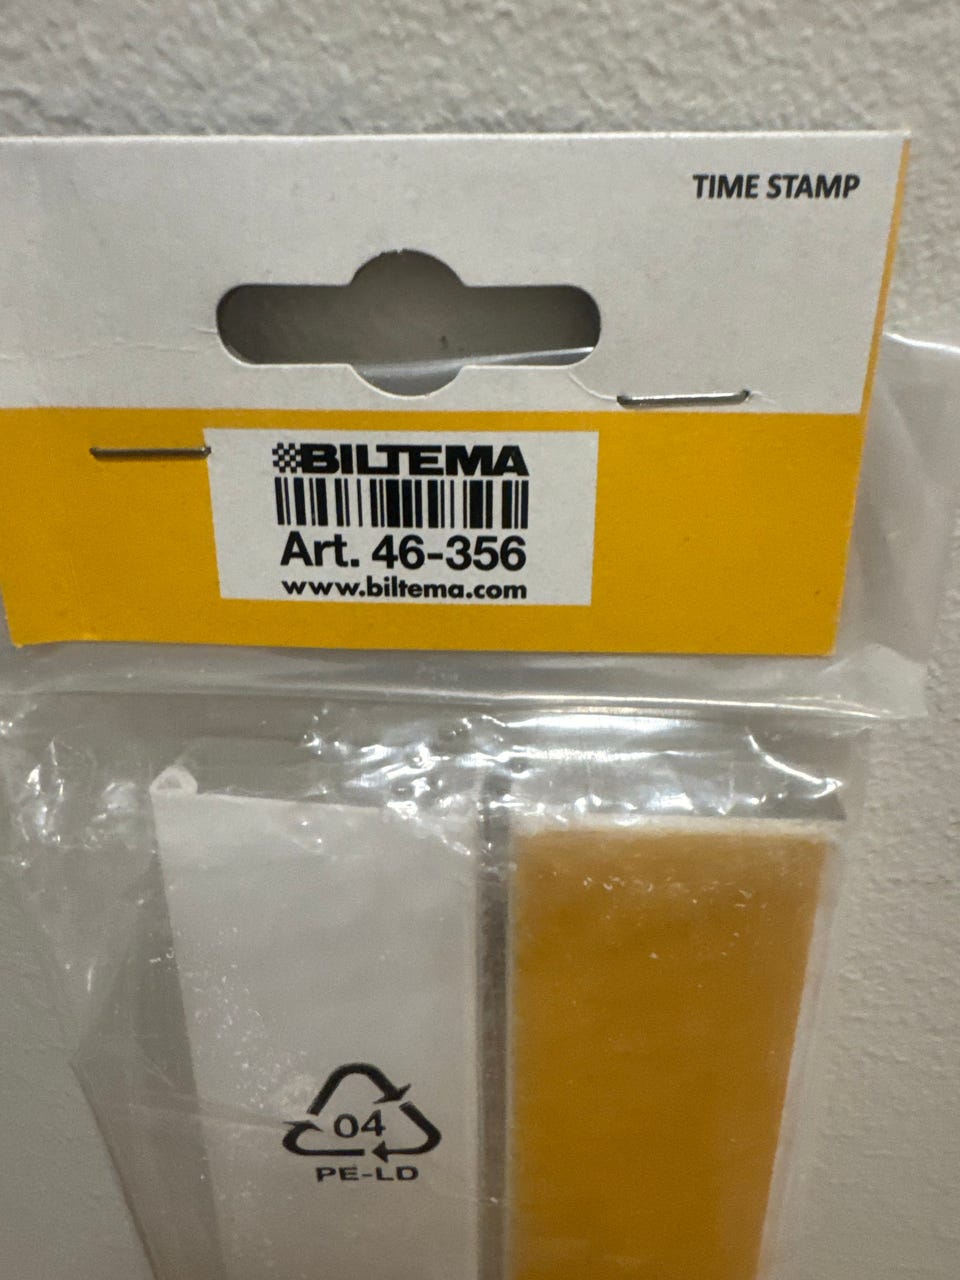 TIME STAMP
BILTEMA
Art. 46-356
www.biltema.com
04
PE-LD